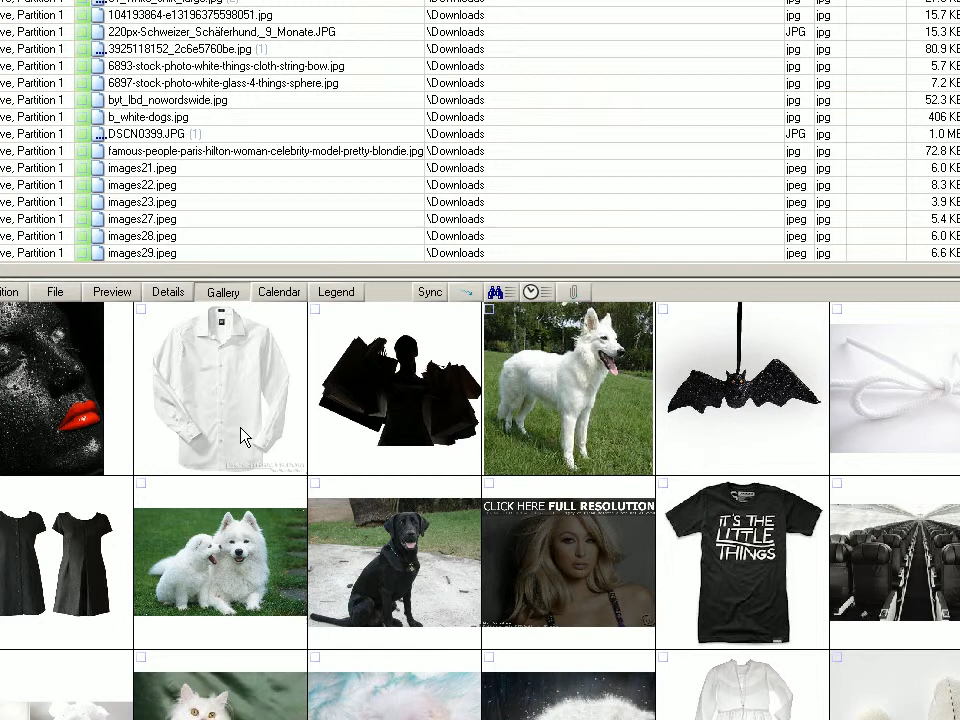 104193864-e13196375598051.jpg jpg 15.7 KE
ve, Partition 1 104193864-e13196375598051.jpg \Downloads jpg jpg 15.7 KE
ve, Partition 1 220px-Schweizer_Schäferhund,_9_Monate.JPG \Downloads JPG jpg 15.3 KE
ve, Partition 1 ...3925118152_2c6e5760be.jpg (1) \Downloads jpg jpg 80.9 KE
ve, Partition 1 6893-stock-photo-white-things-cloth-string-bow.jpg \Downloads jpg jpg 5.7 KE
ve, Partition 1 6897-stock-photo-white-glass-4-things-sphere.jpg \Downloads jpg jpg 7.2 KE
ve, Partition 1 byt_lbd_nowordswide.jpg \Downloads jpg jpg 52.3 KE
ve, Partition 1 b_white-dogs.jpg \Downloads jpg jpg 406 KE
ve, Partition 1 ...DSCN0399.JPG (1) \Downloads JPG jpg 1.0 ME
ve, Partition 1 famous-people-paris-hilton-woman-celebrity-model-pretty-blondie.jpg \Downloads jpg jpg 72.8 KE
ve, Partition 1 images21.jpeg \Downloads jpeg jpg 6.0 KE
ve, Partition 1 images22.jpeg \Downloads jpeg jpg 8.3 KE
ve, Partition 1 images23.jpeg \Downloads jpeg jpg 3.9 KE
ve, Partition 1 images27.jpeg \Downloads jpeg jpg 5.4 KE
ve, Partition 1 images28.jpeg \Downloads jpeg jpg 6.0 KE
ve, Partition 1 images29.jpeg \Downloads jpeg jpg 6.6 KE
ition File Preview Details Gallery Calendar Legend Sync
CLICK HERE FULL RESOLUTION
IT'S THE
LITTLE
THINGS